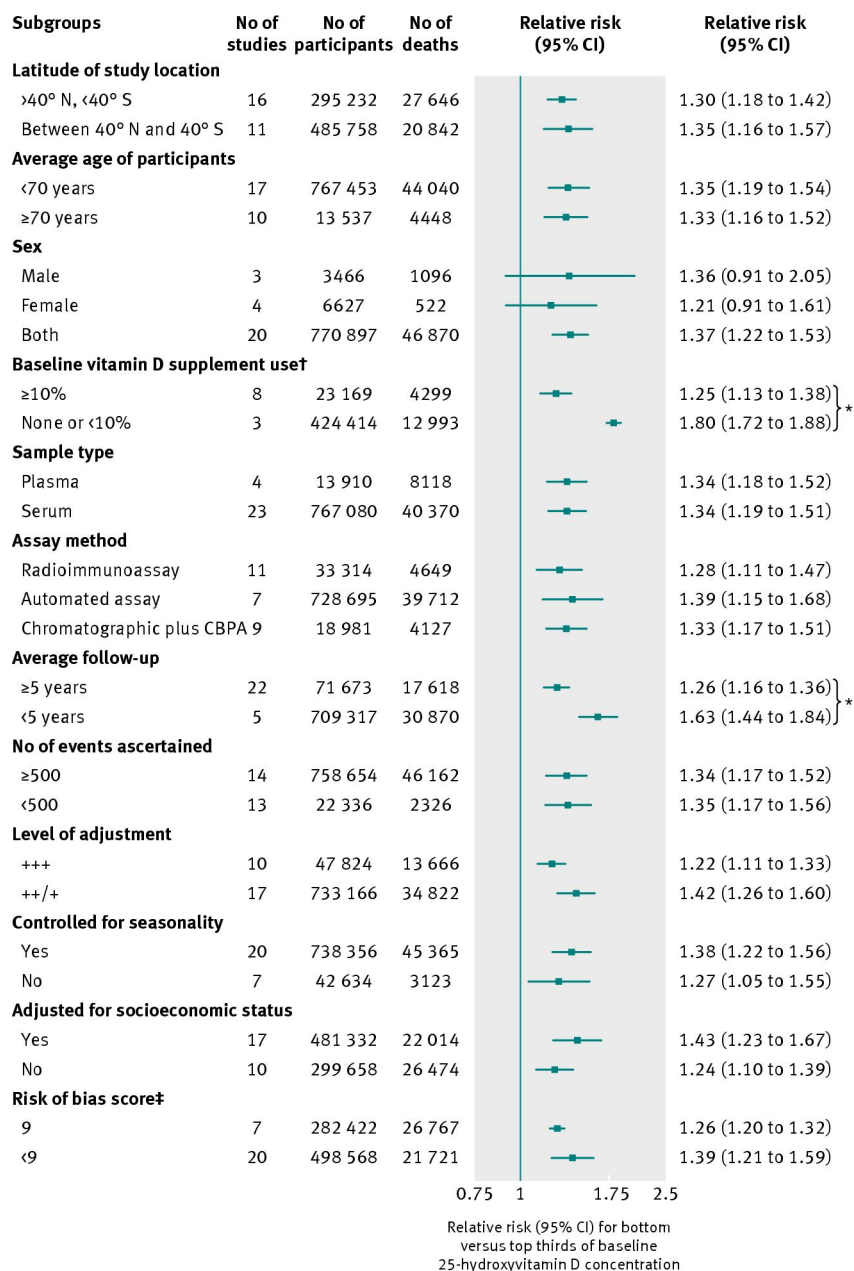 Subgroups No of studies No of participants No of deaths Relative risk (95% CI) Relative risk (95% CI)
Latitude of study location
>40° N, <40° S 16 295 232 27 646 1.30 (1.18 to 1.42)
Between 40° N and 40° S 11 485 758 20 842 1.35 (1.16 to 1.57)
Average age of participants
<70 years 17 767 453 44 040 1.35 (1.19 to 1.54)
≥70 years 10 13 537 4448 1.33 (1.16 to 1.52)
Sex
Male 3 3466 1096 1.36 (0.91 to 2.05)
Female 4 6627 522 1.21 (0.91 to 1.61)
Both 20 770 897 46 870 1.37 (1.22 to 1.53)
Baseline vitamin D supplement use†
≥10% 8 23 169 4299 1.25 (1.13 to 1.38)
*
None or <10% 3 424 414 12 993 1.80 (1.72 to 1.88)
Sample type
Plasma 4 13 910 8118 1.34 (1.18 to 1.52)
Serum 23 767 080 40 370 1.34 (1.19 to 1.51)
Assay method
Radioimmunoassay 11 33 314 4649 1.28 (1.11 to 1.47)
Automated assay 7 728 695 39 712 1.39 (1.15 to 1.68)
Chromatographic plus CBPA 9 18 981 4127 1.33 (1.17 to 1.51)
Average follow-up
≥5 years 22 71 673 17 618 1.26 (1.16 to 1.36)
*
<5 years 5 709 317 30 870 1.63 (1.44 to 1.84)
No of events ascertained
≥500 14 758 654 46 162 1.34 (1.17 to 1.52)
<500 13 22 336 2326 1.35 (1.17 to 1.56)
Level of adjustment
+++ 10 47 824 13 666 1.22 (1.11 to 1.33)
++/+ 17 733 166 34 822 1.42 (1.26 to 1.60)
Controlled for seasonality
Yes 20 738 356 45 365 1.38 (1.22 to 1.56)
No 7 42 634 3123 1.27 (1.05 to 1.55)
Adjusted for socioeconomic status
Yes 17 481 332 22 014 1.43 (1.23 to 1.67)
No 10 299 658 26 474 1.24 (1.10 to 1.39)
Risk of bias score‡
9 7 282 422 26 767 1.26 (1.20 to 1.32)
<9 20 498 568 21 721 1.39 (1.21 to 1.59)
0.75 1 1.75 2.5
Relative risk (95% CI) for bottom
versus top thirds of baseline
25-hydroxyvitamin D concentration